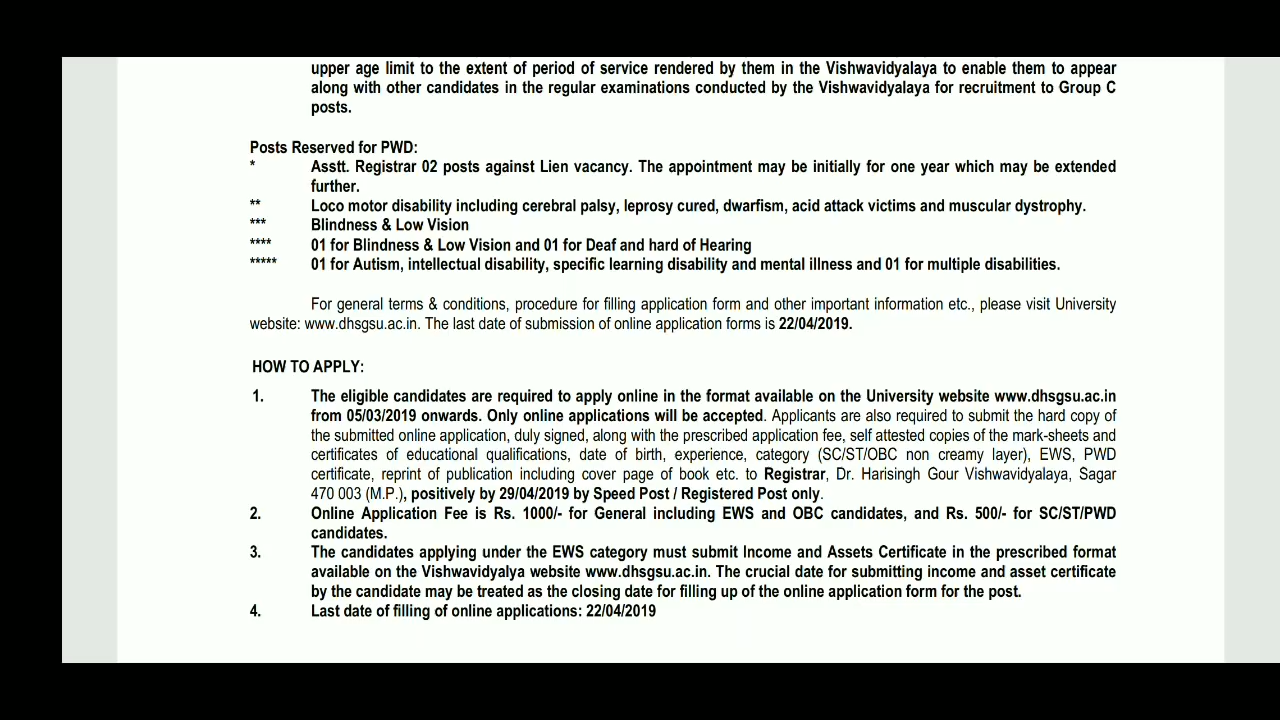 upper age limit to the extent of period of service rendered by them in the Vishwavidyalaya to enable them to appear
along with other candidates in the regular examinations conducted by the Vishwavidyalaya for recruitment to Group C
posts.
Posts Reserved for PWD:
* Asstt. Registrar 02 posts against Lien vacancy. The appointment may be initially for one year which may be extended
further.
** Loco motor disability including cerebral palsy, leprosy cured, dwarfism, acid attack victims and muscular dystrophy.
*** Blindness & Low Vision
**** 01 for Blindness & Low Vision and 01 for Deaf and hard of Hearing
***** 01 for Autism, intellectual disability, specific learning disability and mental illness and 01 for multiple disabilities.
For general terms & conditions, procedure for filling application form and other important information etc., please visit University
website: www.dhsgsu.ac.in. The last date of submission of online application forms is 22/04/2019.
HOW TO APPLY:
1. The eligible candidates are required to apply online in the format available on the University website www.dhsgsu.ac.in
from 05/03/2019 onwards. Only online applications will be accepted. Applicants are also required to submit the hard copy of
the submitted online application, duly signed, along with the prescribed application fee, self attested copies of the mark-sheets and
certificates of educational qualifications, date of birth, experience, category (SC/ST/OBC non creamy layer), EWS, PWD
certificate, reprint of publication including cover page of book etc. to Registrar, Dr. Harisingh Gour Vishwavidyalaya, Sagar
470 003 (M.P.), positively by 29/04/2019 by Speed Post / Registered Post only.
2. Online Application Fee is Rs. 1000/- for General including EWS and OBC candidates, and Rs. 500/- for SC/ST/PWD
candidates.
3. The candidates applying under the EWS category must submit Income and Assets Certificate in the prescribed format
available on the Vishwavidyalya website www.dhsgsu.ac.in. The crucial date for submitting income and asset certificate
by the candidate may be treated as the closing date for filling up of the online application form for the post.
4. Last date of filling of online applications: 22/04/2019